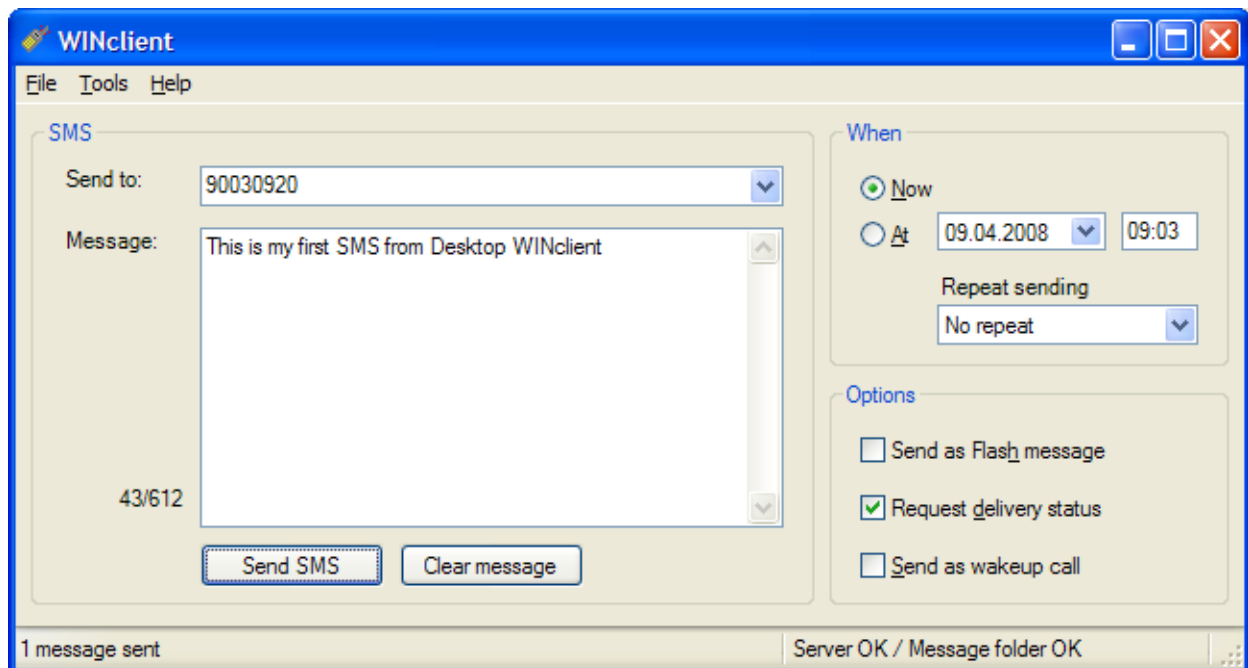 WINclient
File Tools Help
SMS
Send to: 90030920
Message: This is my first SMS from Desktop WINclient
43/612
Send SMS Clear message
When
Now
At 09.04.2008 09:03
Repeat sending
No repeat
Options
Send as Flash message
Request delivery status
Send as wakeup call
1 message sent Server OK / Message folder OK